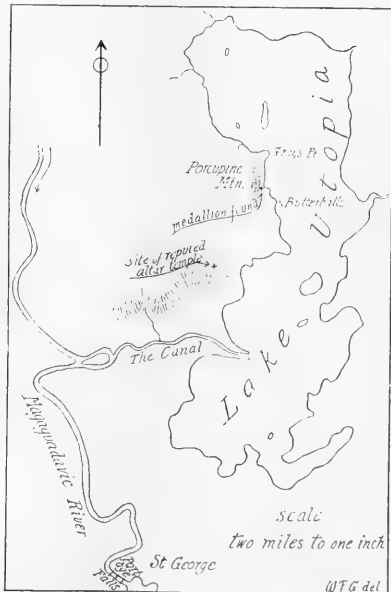 Lake Utopia
Porcupine
Mtn.
medallion found
site of reputed
altar temple
The Canal
Magaguadavic River
St George
Falls
scale
two miles to one inch
WFG del